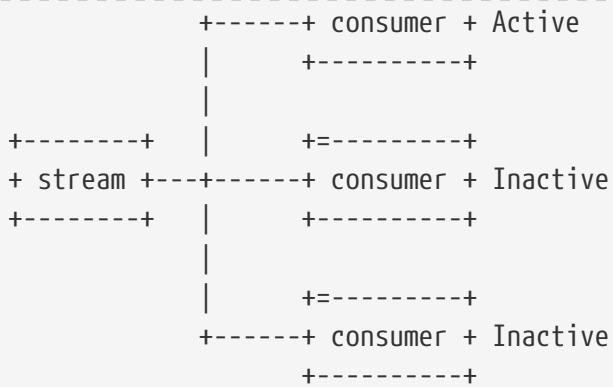 +------+ consumer + Active
| +----------+
|
+--------+ | +=---------+
+ stream +---+------+ consumer + Inactive
+--------+ | +----------+
|
| +=---------+
+------+ consumer + Inactive
+----------+